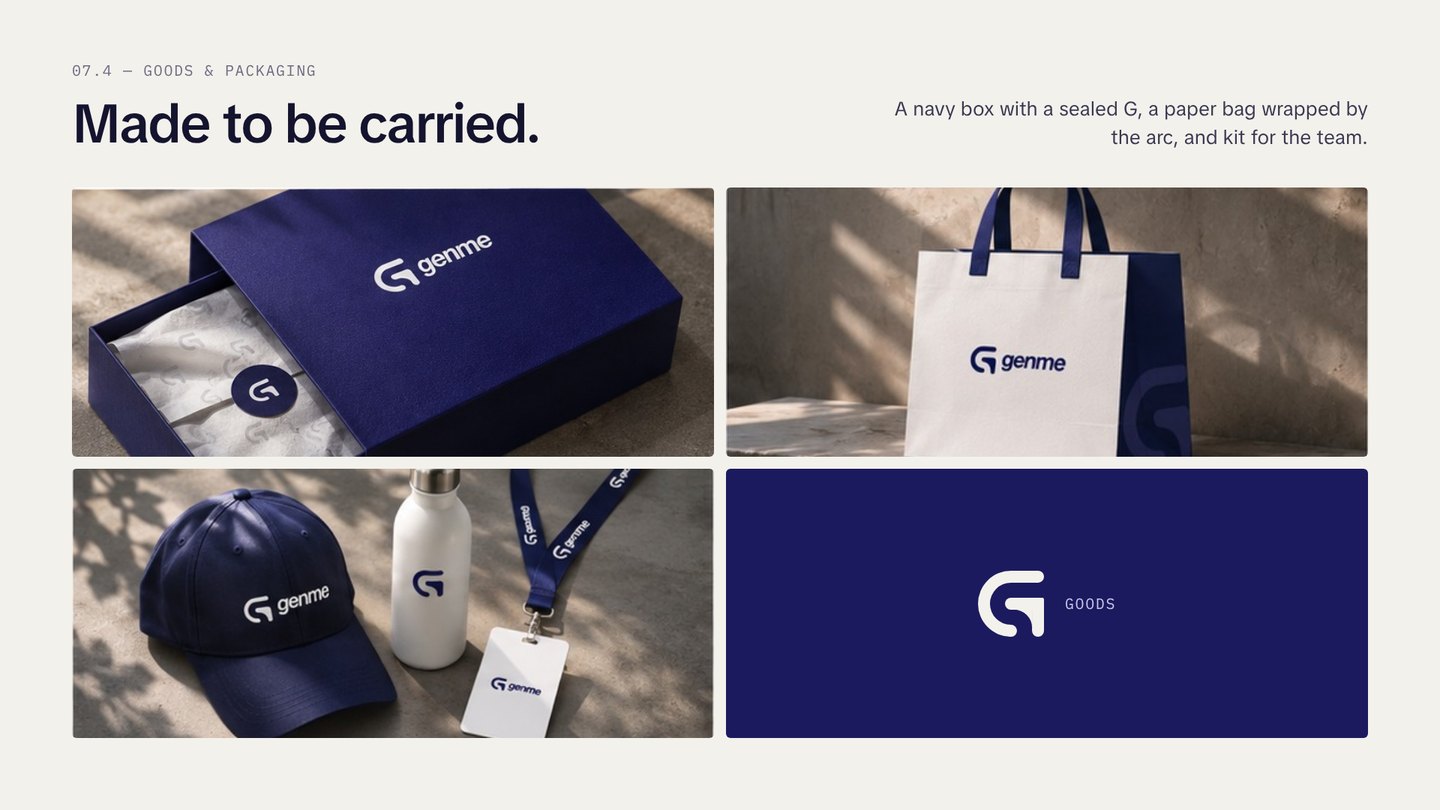 07.4 — GOODS & PACKAGING
Made to be carried.
A navy box with a sealed G, a paper bag wrapped by
the arc, and kit for the team.
genme
genme
genme
genme
genme
genme
GOODS